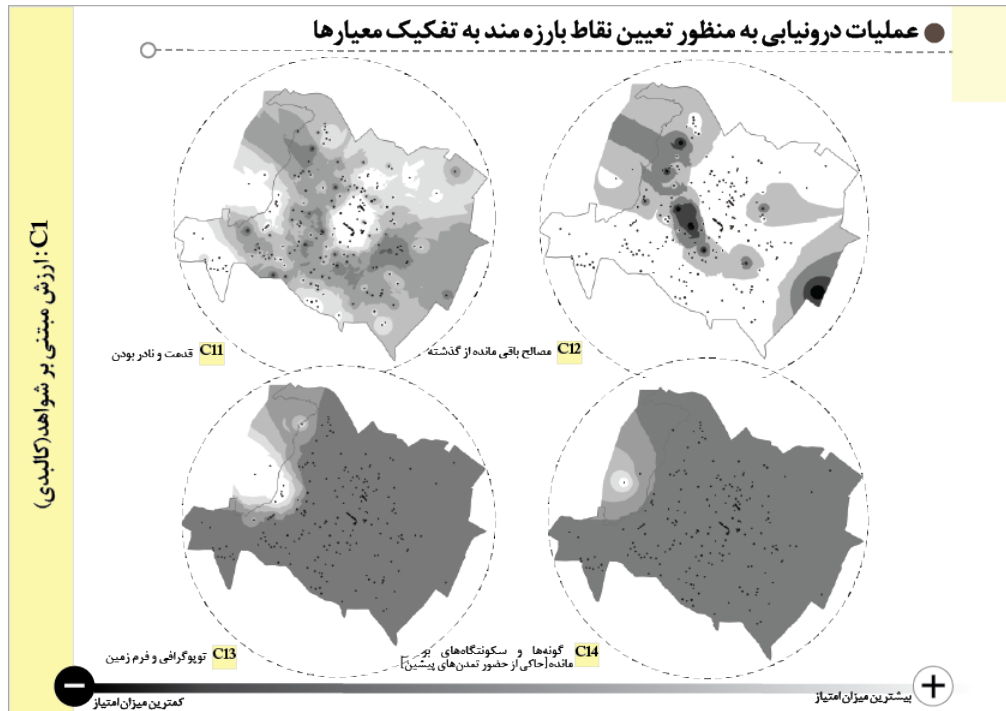 عملیات درونیابی به منظور تعیین نقاط بارزه مند به تفکیک معیارها
C1: ارزش مبتنی بر شواهد(کالبدی)
C12 مصالح باقی مانده از گذشته
C11 قدمت و نادر بودن
C14 گونه‌ها و سکونتگاه‌های بر
مانده[حاکی از حضور تمدن‌های پیشین]
C13 توپوگرافی و فرم زمین
بیشترین میزان امتیاز
کمترین میزان امتیاز